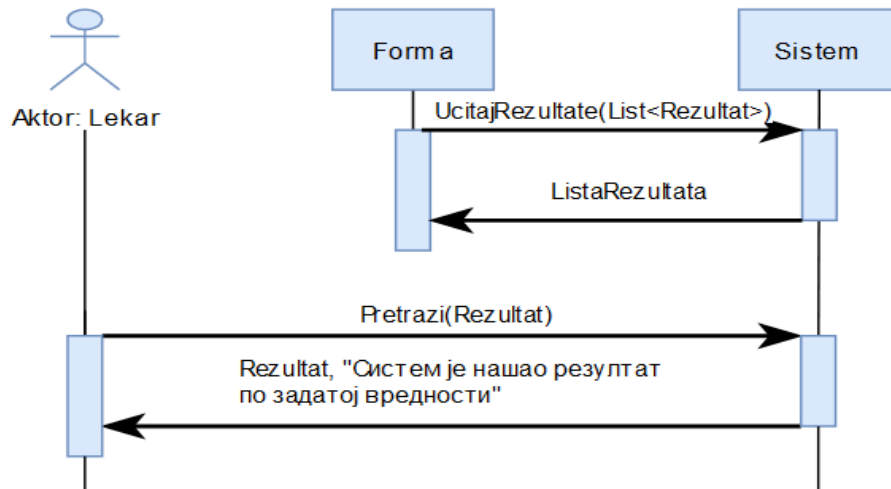 Forma
Sistem
Aktor: Lekar
UcitajRezultate(List<Rezultat>)
ListaRezultata
Pretrazi(Rezultat)
Rezultat, "Систем је нашао резултат
по задатој вредности"